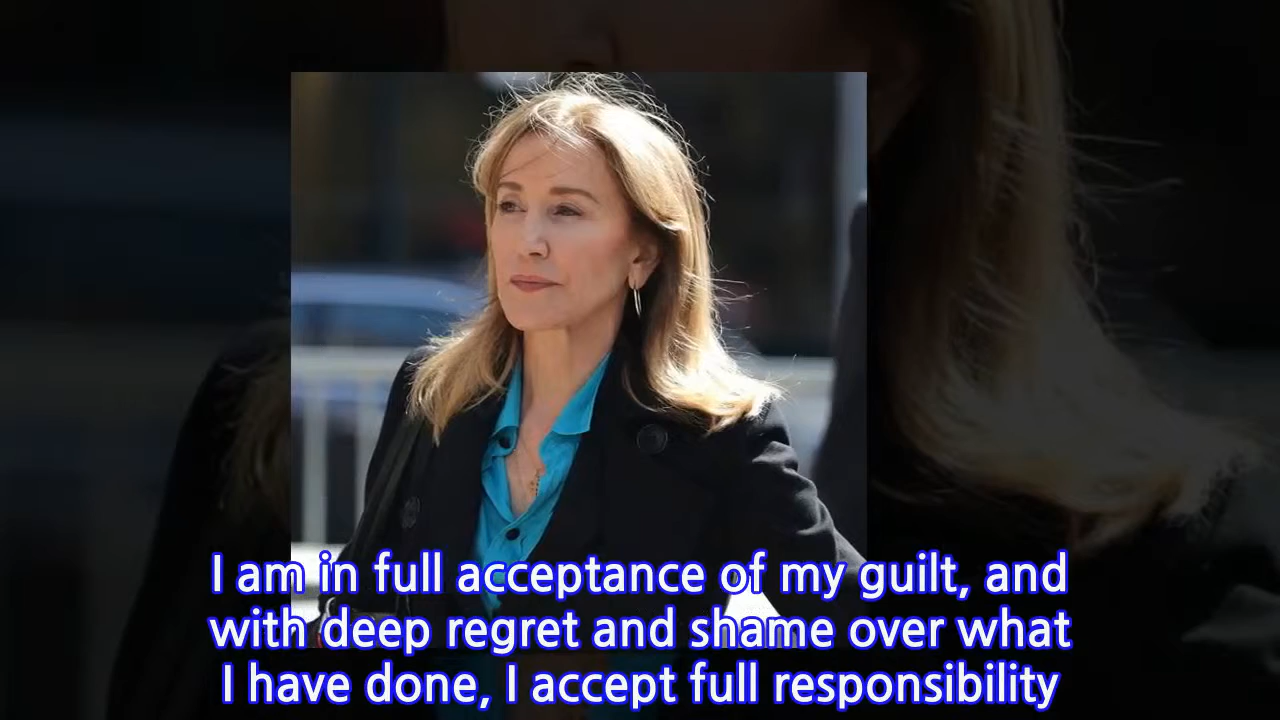 I am in full acceptance of my guilt, and
with deep regret and shame over what
I have done, I accept full responsibility